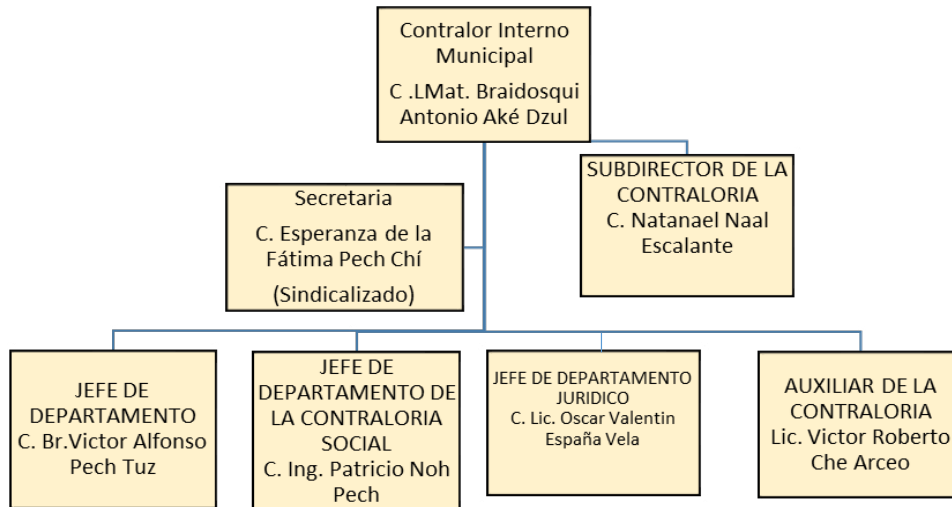 Contralor Interno
Municipal
C .LMat. Braidosqui
Antonio Aké Dzul
SUBDIRECTOR DE LA
CONTRALORIA
C. Natanael Naal
Escalante
Secretaria
C. Esperanza de la
Fátima Pech Chí
(Sindicalizado)
JEFE DE
DEPARTAMENTO
C. Br.Victor Alfonso
Pech Tuz
JEFE DE
DEPARTAMENTO DE
LA CONTRALORIA
SOCIAL
C. Ing. Patricio Noh
Pech
JEFE DE DEPARTAMENTO
JURIDICO
C. Lic. Oscar Valentin
España Vela
AUXILIAR DE LA
CONTRALORIA
Lic. Victor Roberto
Che Arceo